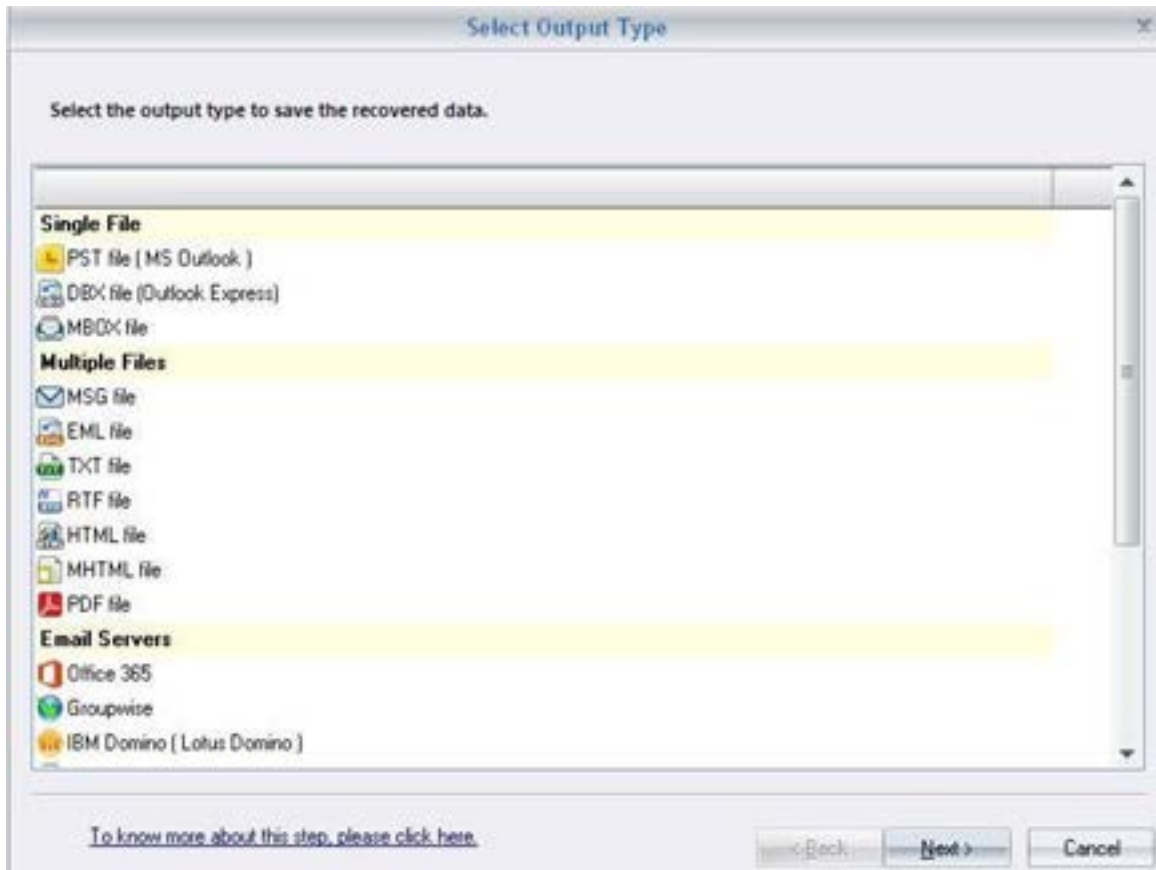 Select Output Type
Select the output type to save the recovered data.
Single File
PST file ( MS Outlook )
DBX file (Outlook Express)
MBOX file
Multiple Files
MSG file
EML file
TXT file
RTF file
HTML file
MHTML file
PDF file
Email Servers
Office 365
Groupwise
IBM Domino ( Lotus Domino )
To know more about this step, please click here.
< Back
Next >
Cancel